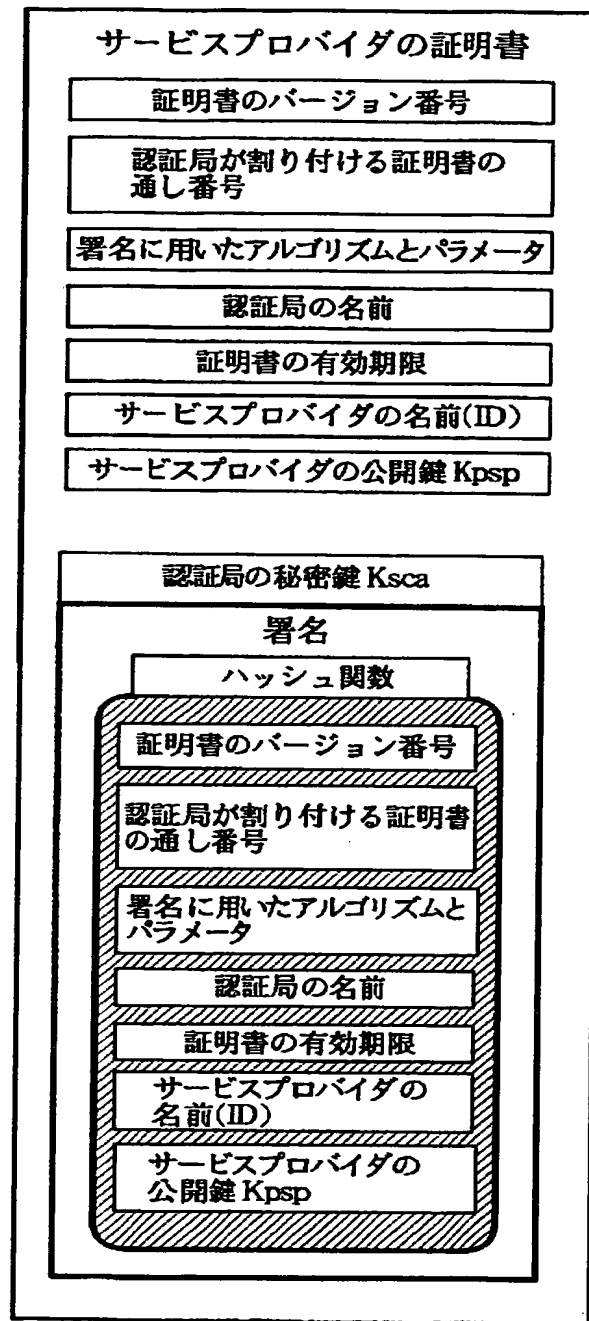 サービスプロバイダの証明書
証明書のバージョン番号
認証局が割り付ける証明書の
通し番号
署名に用いたアルゴリズムとパラメータ
認証局の名前
証明書の有効期限
サービスプロバイダの名前(ID)
サービスプロバイダの公開鍵 Kpsp
認証局の秘密鍵 Ksca
署名
ハッシュ関数
証明書のバージョン番号
認証局が割り付ける証明書
の通し番号
署名に用いたアルゴリズムと
パラメータ
認証局の名前
証明書の有効期限
サービスプロバイダの
名前(ID)
サービスプロバイダの
公開鍵 Kpsp